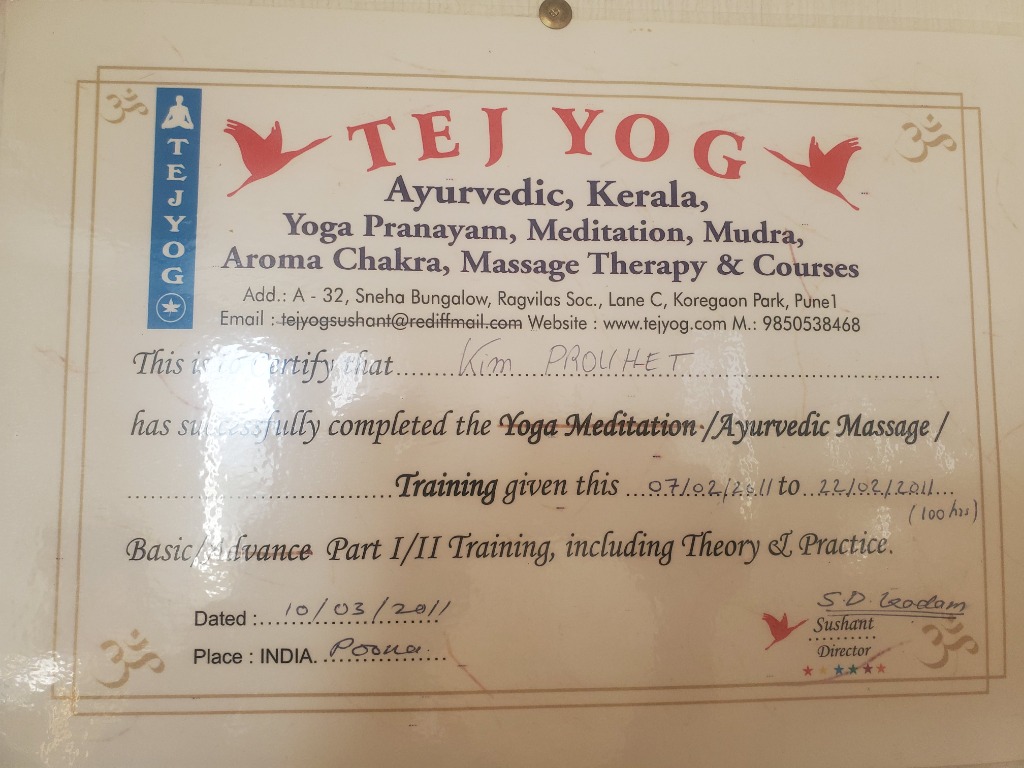 TEJ YOG
TEJYOG
Ayurvedic, Kerala,
Yoga Pranayam, Meditation, Mudra,
Aroma Chakra, Massage Therapy & Courses
Add.: A - 32, Sneha Bungalow, Ragvilas Soc., Lane C, Koregaon Park, Pune1
Email : tejyogsushant@rediffmail.com Website : www.tejyog.com M.: 9850538468
This is to Certify that Kim PROUHET
has successfully completed the Yoga Meditation /Ayurvedic Massage /
Training given this 07/02/2011 to 22/02/2011
(100 hrs)
Basic/Advance Part I/II Training, including Theory & Practice.
Dated : 10/03/2011
Place : INDIA. Poona
S.D.
Sushant
Director
ॐ
ॐ
ॐ
ॐ